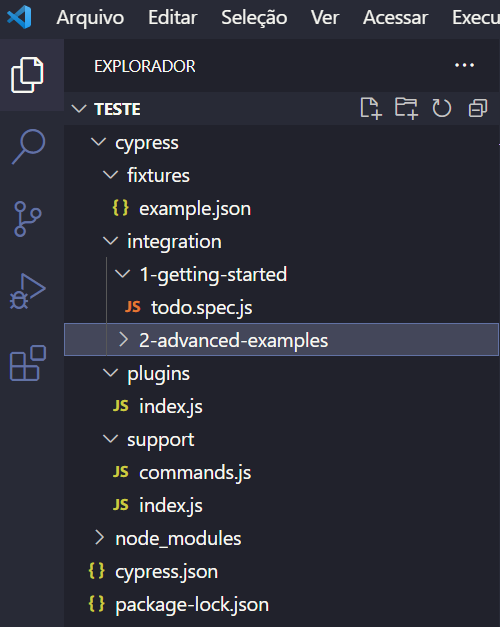 Arquivo Editar Seleção Ver Acessar Execu
EXPLORADOR
TESTE
cypress
fixtures
{} example.json
integration
1-getting-started
JS todo.spec.js
2-advanced-examples
plugins
JS index.js
support
JS commands.js
JS index.js
node_modules
{} cypress.json
{} package-lock.json